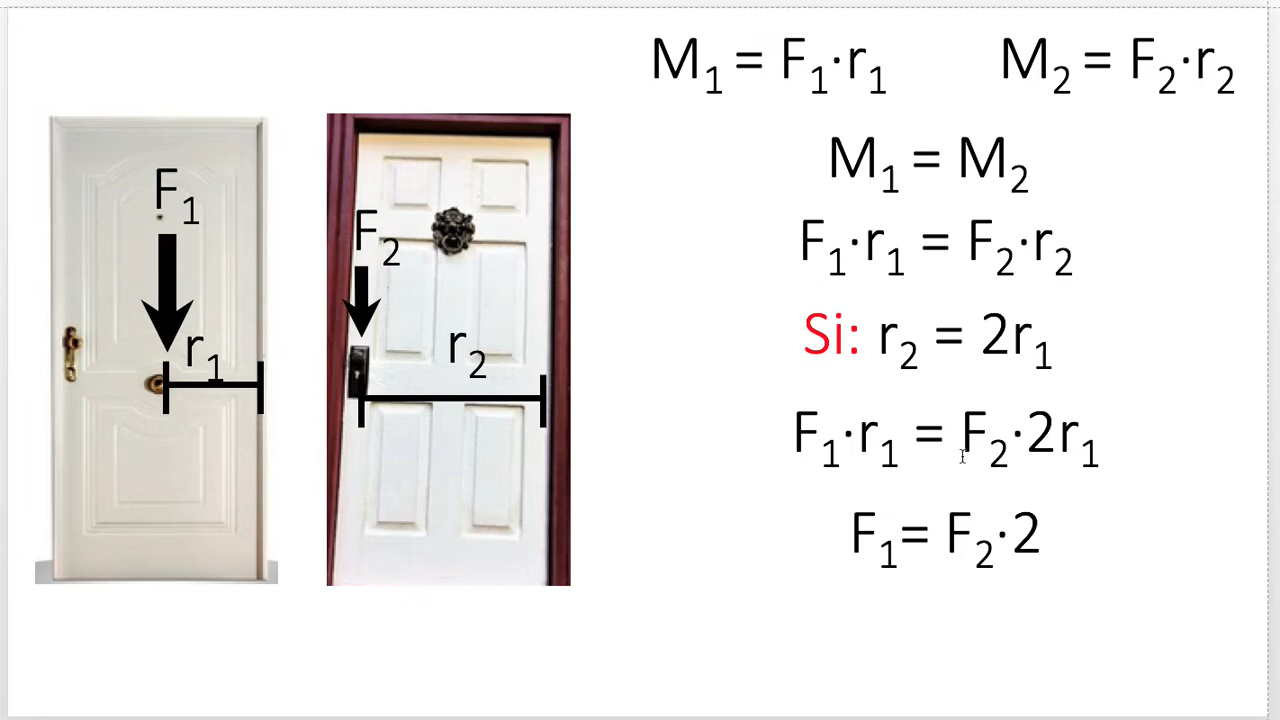 M₁ = F₁·r₁ M₂ = F₂·r₂
M₁ = M₂
F₁·r₁ = F₂·r₂
Si: r₂ = 2r₁
F₁·r₁ = F₂·2r₁
F₁= F₂·2
F₁
r₁
F₂
r₂